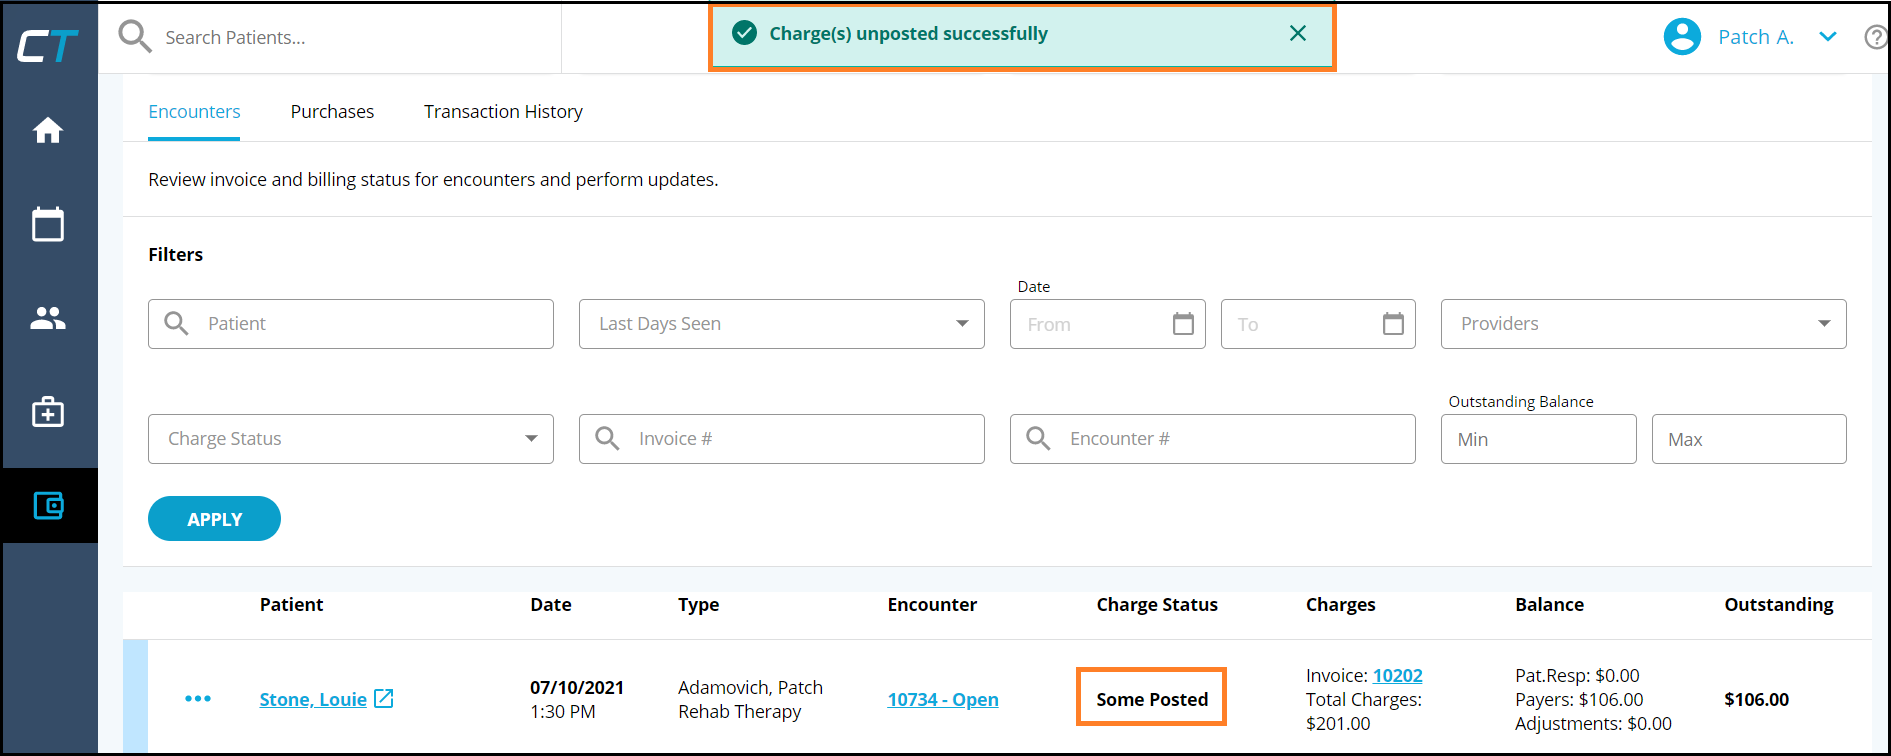 CT
Search Patients...
Charge(s) unposted successfully
Patch A.
?
Encounters
Purchases
Transaction History
Review invoice and billing status for encounters and perform updates.
Filters
Patient
Last Days Seen
Date
From
To
Providers
Charge Status
Invoice #
Encounter #
Outstanding Balance
Min
Max
APPLY
Patient
Date
Type
Encounter
Charge Status
Charges
Balance
Outstanding
Stone, Louie
07/10/2021
1:30 PM
Adamovich, Patch
Rehab Therapy
10734 - Open
Some Posted
Invoice: 10202
Total Charges:
$201.00
Pat.Resp: $0.00
Payers: $106.00
Adjustments: $0.00
$106.00